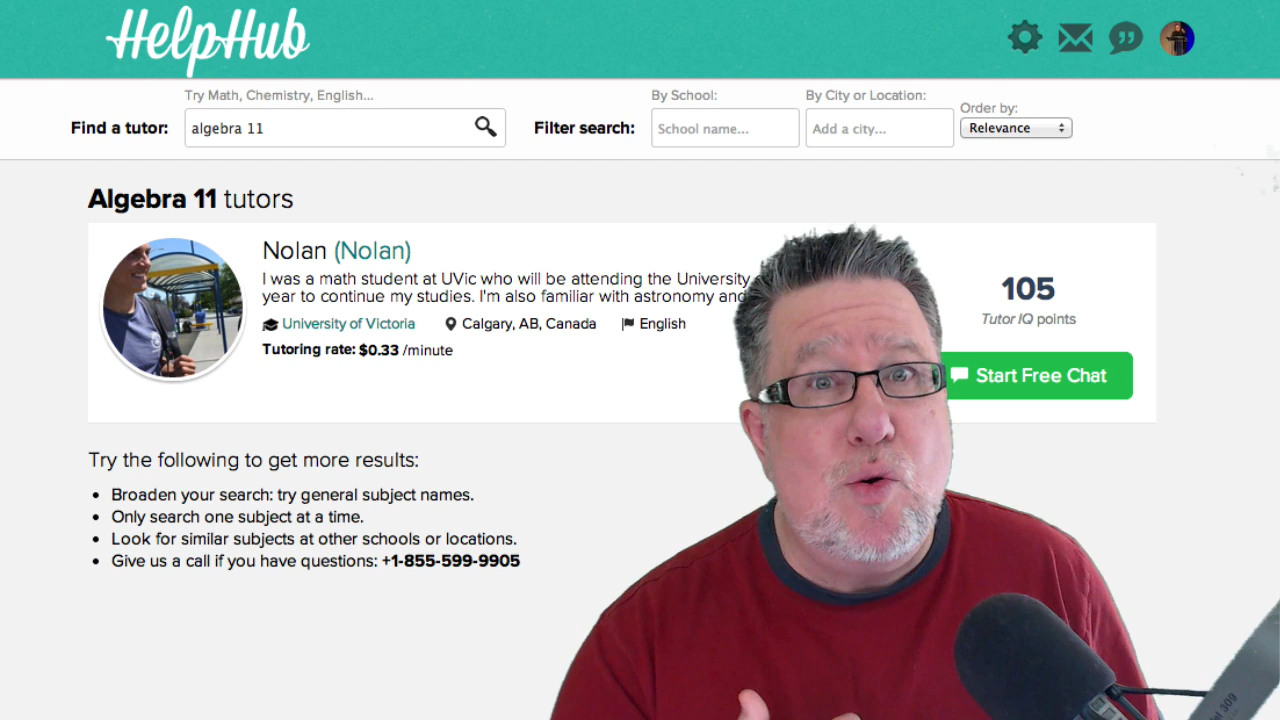 HelpHub
Try Math, Chemistry, English...
By School:
By City or Location:
Order by:
Find a tutor:
algebra 11
Filter search:
School name...
Add a city...
Relevance
Algebra 11 tutors
Nolan (Nolan)
I was a math student at UVic who will be attending the University
year to continue my studies. I'm also familiar with astronomy and
University of Victoria
Calgary, AB, Canada
English
Tutoring rate: $0.33 /minute
105
Tutor IQ points
Start Free Chat
Try the following to get more results:
• Broaden your search: try general subject names.
• Only search one subject at a time.
• Look for similar subjects at other schools or locations.
• Give us a call if you have questions: +1-855-599-9905
309